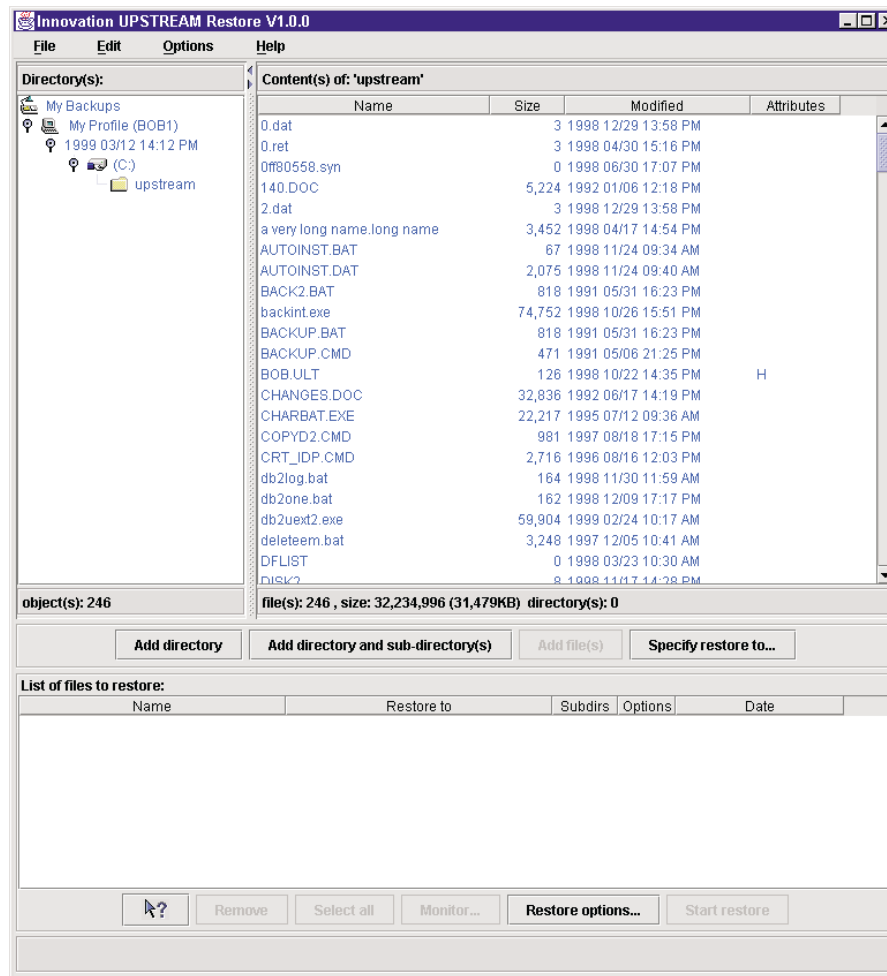 Innovation UPSTREAM Restore V1.0.0
File Edit Options Help
Directory(s):
My Backups
My Profile (BOB1)
1999 03/12 14:12 PM
(C:)
upstream
object(s): 246
Content(s) of: 'upstream'
Name Size Modified Attributes
0.dat 3 1998 12/29 13:58 PM
0.ret 3 1998 04/30 15:16 PM
0ff80558.syn 0 1998 06/30 17:07 PM
140.DOC 5,224 1992 01/06 12:18 PM
2.dat 3 1998 12/29 13:58 PM
a very long name.long name 3,452 1998 04/17 14:54 PM
AUTOINST.BAT 67 1998 11/24 09:34 AM
AUTOINST.DAT 2,075 1998 11/24 09:40 AM
BACK2.BAT 818 1991 05/31 16:23 PM
backint.exe 74,752 1998 10/26 15:51 PM
BACKUP.BAT 818 1991 05/31 16:23 PM
BACKUP.CMD 471 1991 05/06 21:25 PM
BOB.ULT 126 1998 10/22 14:35 PM H
CHANGES.DOC 32,836 1992 06/17 14:19 PM
CHARBAT.EXE 22,217 1995 07/12 09:36 AM
COPYD2.CMD 981 1997 08/18 17:15 PM
CRT_IDP.CMD 2,716 1996 08/16 12:03 PM
db2log.bat 164 1998 11/30 11:59 AM
db2one.bat 162 1998 12/09 17:17 PM
db2uext2.exe 59,904 1999 02/24 10:17 AM
deleteem.bat 3,248 1997 12/05 10:41 AM
DFLIST 0 1998 03/23 10:30 AM
DISK2 8 1998 11/17 14:28 PM
file(s): 246 , size: 32,234,996 (31,479KB) directory(s): 0
Add directory Add directory and sub-directory(s) Add file(s) Specify restore to...
List of files to restore:
Name Restore to Subdirs Options Date
? Remove Select all Monitor... Restore options... Start restore